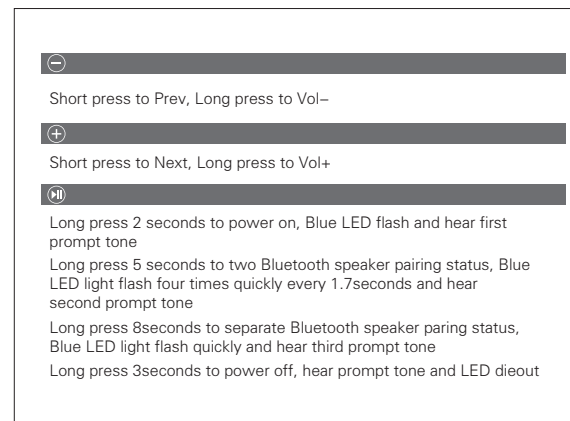 Short press to Prev, Long press to Vol–
Short press to Next, Long press to Vol+
Long press 2 seconds to power on, Blue LED flash and hear first
prompt tone
Long press 5 seconds to two Bluetooth speaker pairing status, Blue
LED light flash four times quickly every 1.7seconds and hear
second prompt tone
Long press 8seconds to separate Bluetooth speaker paring status,
Blue LED light flash quickly and hear third prompt tone
Long press 3seconds to power off, hear prompt tone and LED dieout